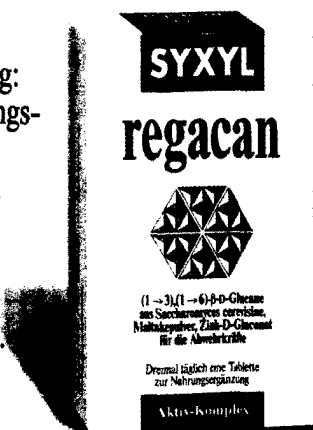 g:
ngs-
SYXYL
regacan
(1→3),(1→6)-β-D-Glucane
aus Saccharomyces cerevisiae,
Maitakepulver, Zink-D-Gluconat
für die Abwehrkräfte
Dreimal täglich eine Tablette
zur Nahrungsergänzung
Aktiv-Komplex